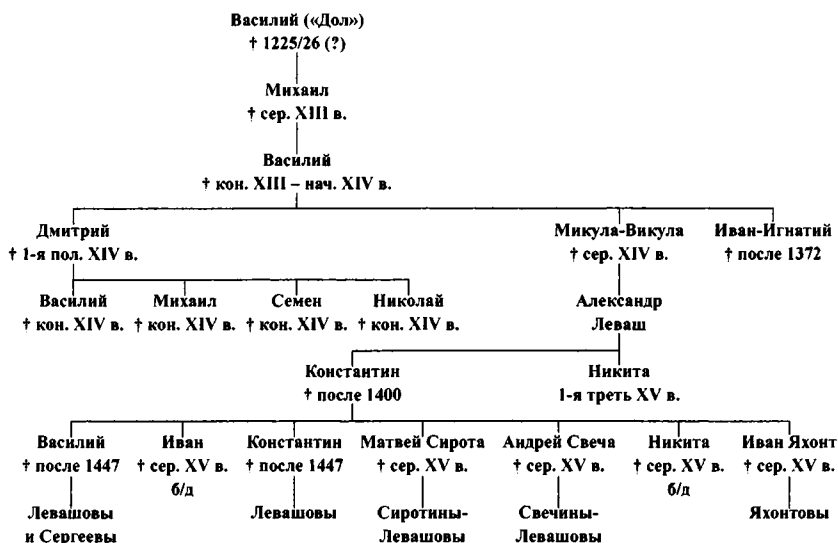 Василий («Дол»)
† 1225/26 (?)
Михаил
† сер. XIII в.
Василий
† кон. XIII – нач. XIV в.
Дмитрий Микула-Викула Иван-Игнатий
† 1-я пол. XIV в. † сер. XIV в. † после 1372
Василий Михаил Семен Николай Александр
† кон. XIV в. † кон. XIV в. † кон. XIV в. † кон. XIV в. Леваш
Константин Никита
† после 1400 1-я треть XV в.
Василий Иван Константин Матвей Сирота Андрей Свеча Никита Иван Яхонт
† после 1447 † сер. XV в. † после 1447 † сер. XV в. † сер. XV в. † сер. XV в. † сер. XV в.
б/д б/д
Левашовы Левашовы Сиротины- Свечины- Яхонтовы
и Сергеевы Левашовы Левашовы